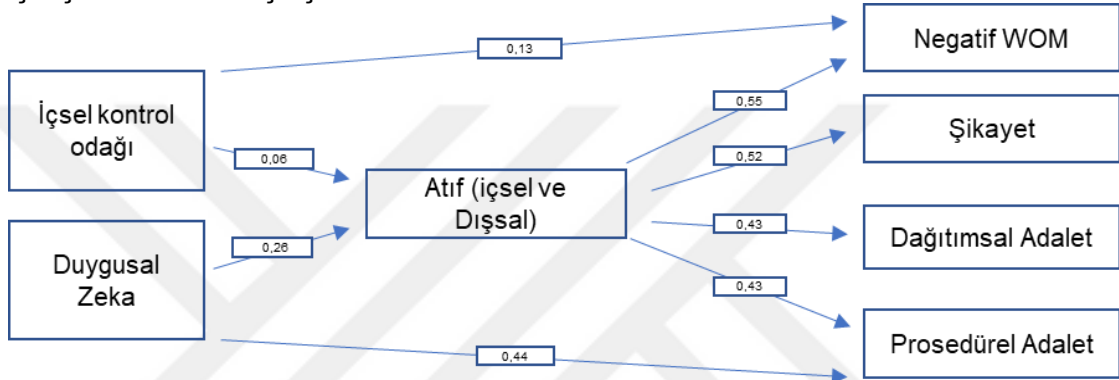 Negatif WOM
0,13
İçsel kontrol
odağı
0,55
Şikayet
0,06
0,52
Atıf (içsel ve
Dışsal)
0,26
0,43
Dağıtımsal Adalet
Duygusal
Zeka
0,43
0,44
Prosedürel Adalet